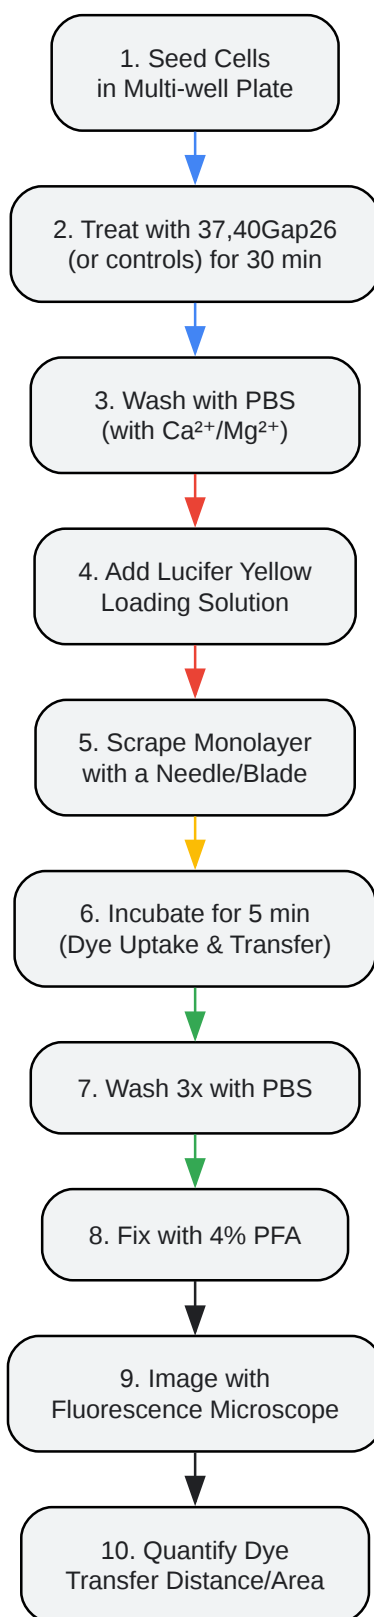 1. Seed Cells
in Multi-well Plate
2. Treat with 37,40Gap26
(or controls) for 30 min
3. Wash with PBS
(with Ca²⁺/Mg²⁺)
4. Add Lucifer Yellow
Loading Solution
5. Scrape Monolayer
with a Needle/Blade
6. Incubate for 5 min
(Dye Uptake & Transfer)
7. Wash 3x with PBS
8. Fix with 4% PFA
9. Image with
Fluorescence Microscope
10. Quantify Dye
Transfer Distance/Area